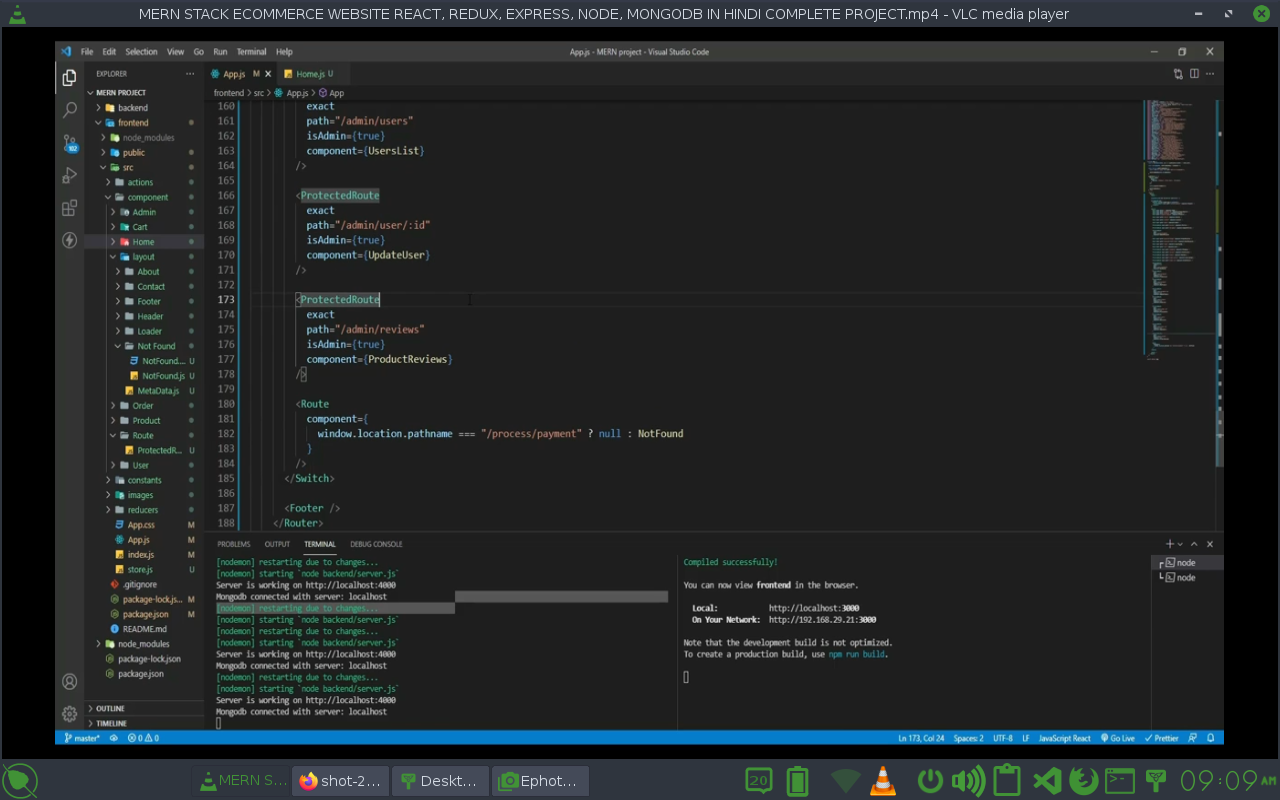 MERN STACK ECOMMERCE WEBSITE REACT, REDUX, EXPRESS, NODE, MONGODB IN HINDI COMPLETE PROJECT.mp4 - VLC media player
File Edit Selection View Go Run Terminal Help
App.js - MERN project - Visual Studio Code
EXPLORER
MERN PROJECT
backend
frontend
node_modules
public
src
actions
component
Admin
Cart
Home
layout
About
Contact
Footer
Header
Loader
Not Found
NotFound.... U
NotFound.js U
MetaData.js U
Order
Product
Route
ProtectedR... U
User
constants
images
reducers
App.css M
App.js M
index.js M
store.js U
.gitignore
package-lock.js... M
package.json M
README.md
node_modules
package-lock.json
package.json
OUTLINE
TIMELINE
App.js M Home.js U
frontend > src > App.js > App
160 exact
161 path="/admin/users"
162 isAdmin={true}
163 component={UsersList}
164 />
165
166 <ProtectedRoute
167 exact
168 path="/admin/user/:id"
169 isAdmin={true}
170 component={UpdateUser}
171 />
172
173 <ProtectedRoute
174 exact
175 path="/admin/reviews"
176 isAdmin={true}
177 component={ProductReviews}
178 />
179
180 <Route
181 component={
182 window.location.pathname === "/process/payment" ? null : NotFound
183 }
184 />
185 </Switch>
186
187 <Footer />
188 </Router>
PROBLEMS OUTPUT TERMINAL DEBUG CONSOLE
[nodemon] restarting due to changes...
[nodemon] starting `node backend/server.js`
Server is working on http://localhost:4000
Mongodb connected with server: localhost
[nodemon] restarting due to changes...
[nodemon] starting `node backend/server.js`
[nodemon] restarting due to changes...
[nodemon] starting `node backend/server.js`
Server is working on http://localhost:4000
Mongodb connected with server: localhost
[nodemon] restarting due to changes...
[nodemon] starting `node backend/server.js`
Server is working on http://localhost:4000
Mongodb connected with server: localhost
Compiled successfully!
You can now view frontend in the browser.
Local: http://localhost:3000
On Your Network: http://192.168.29.21:3000
Note that the development build is not optimized.
To create a production build, use npm run build.
node
node
master* 0 0
Ln 173, Col 24 Spaces: 2 UTF-8 LF JavaScript React Go Live Prettier
MERN S... shot-2... Deskt... Ephot...
20
09:09 AM